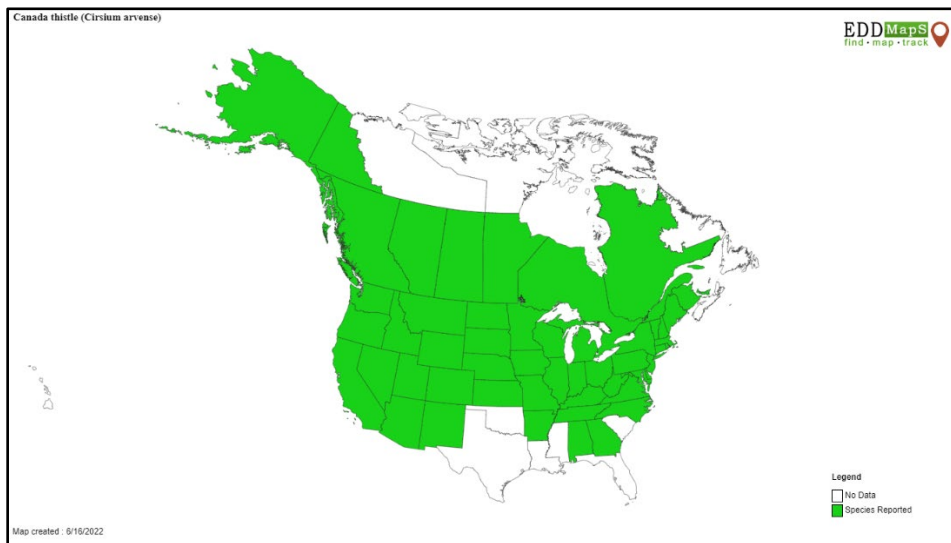 Canada thistle (Cirsium arvense)
EDDMapS
find · map · track
Legend
No Data
Species Reported
Map created : 6/16/2022